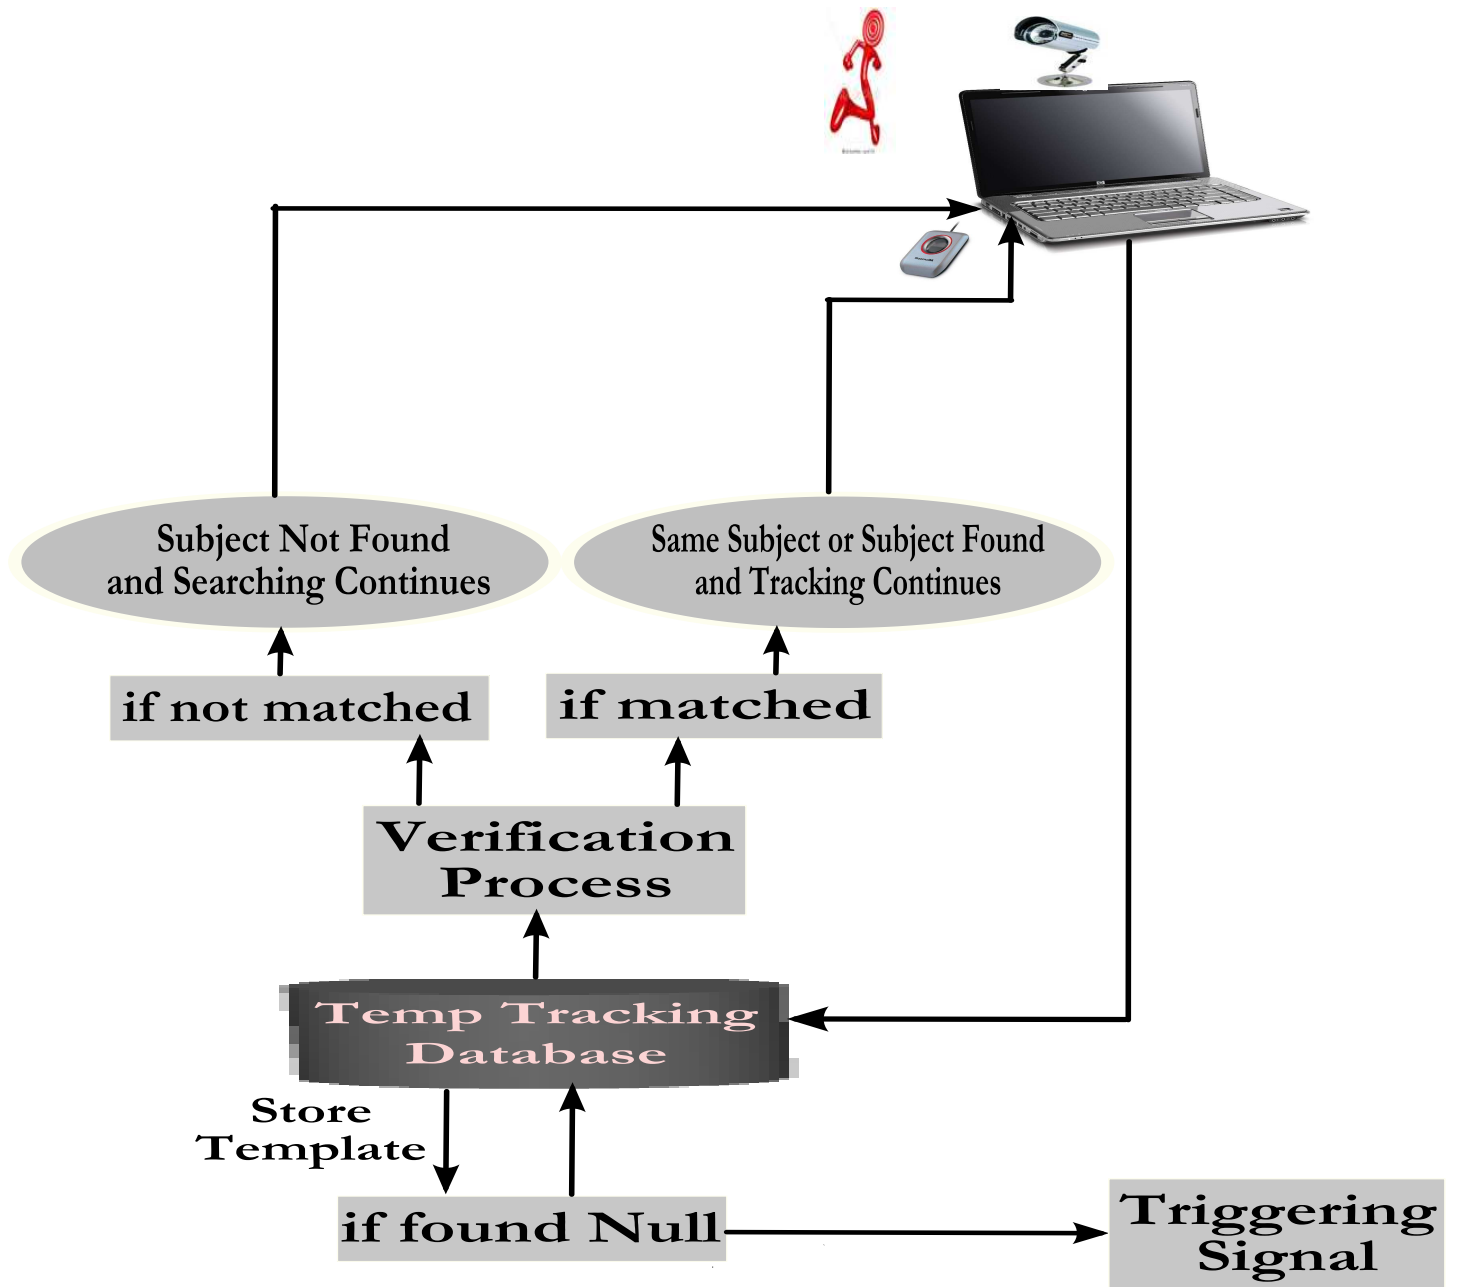 Subject Not Found
and Searching Continues
Same Subject or Subject Found
and Tracking Continues
if not matched
if matched
Verification
Process
Temp Tracking
Database
Store
Template
if found Null
Triggering
Signal